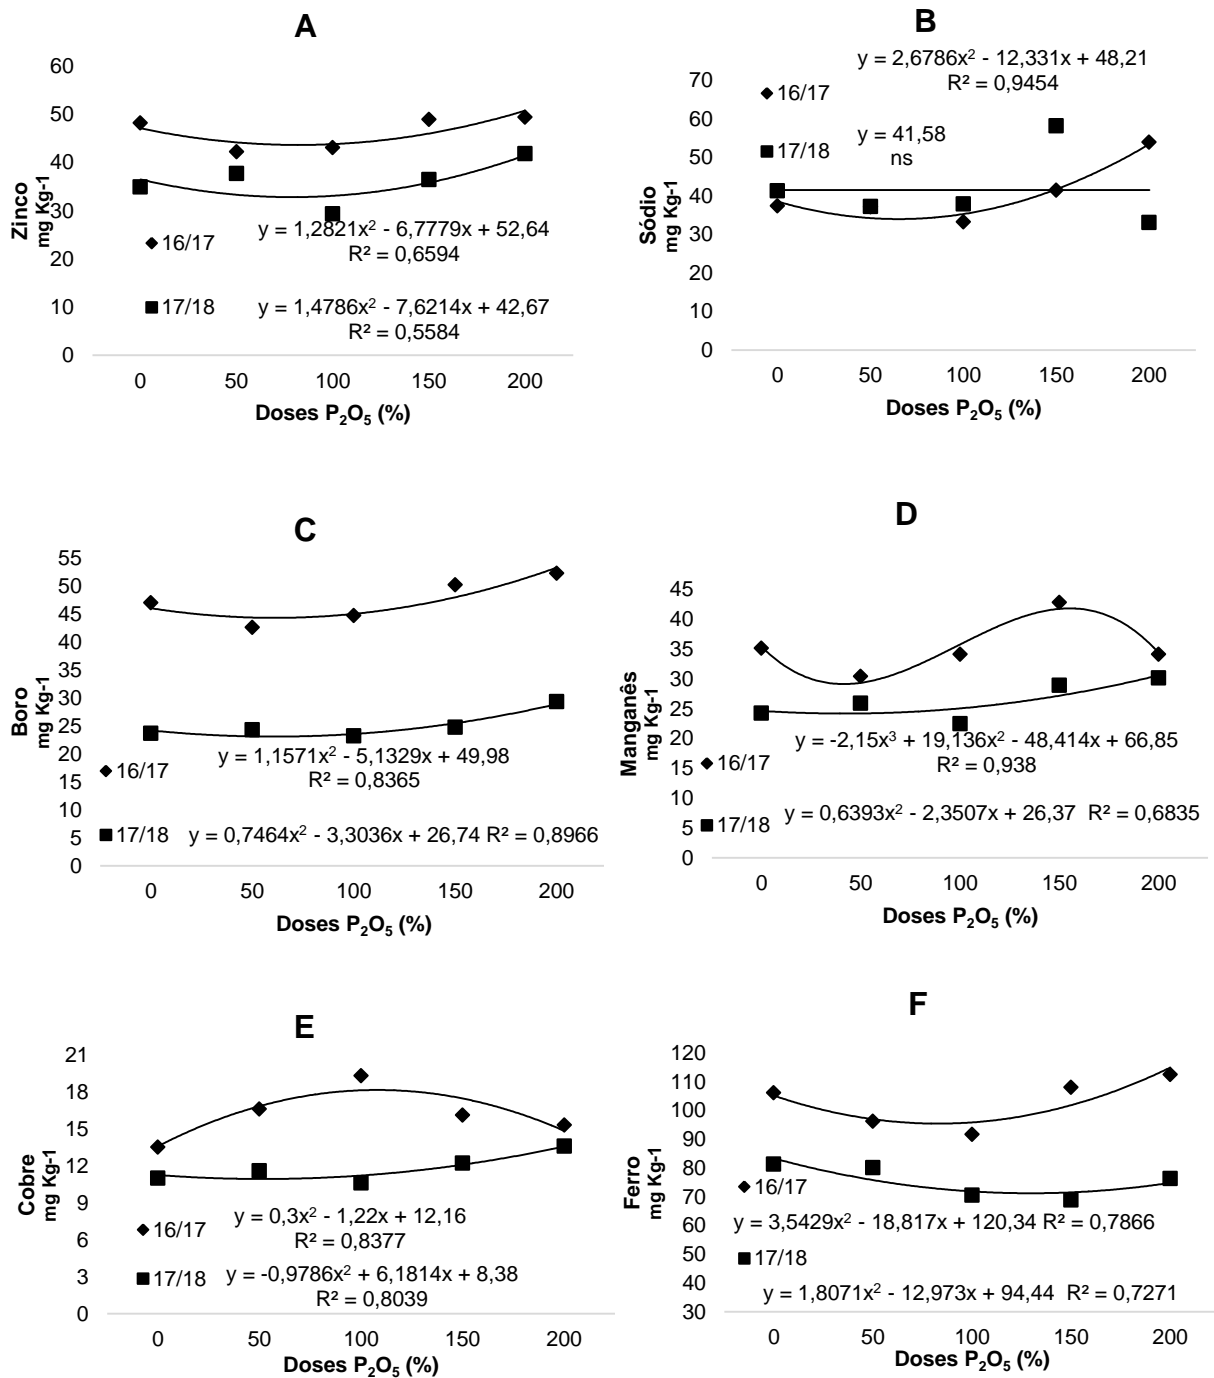 A
60
50
40
30
20
10
0
Zinco
mg Kg-1
16/17
y = 1,2821x² - 6,7779x + 52,64
R² = 0,6594
17/18
y = 1,4786x² - 7,6214x + 42,67
R² = 0,5584
0 50 100 150 200
Doses P₂O₅ (%)
B
y = 2,6786x² - 12,331x + 48,21
R² = 0,9454
70
60
50
40
30
20
10
0
Sódio
mg Kg-1
16/17
17/18
y = 41,58
ns
0 50 100 150 200
Doses P₂O₅ (%)
C
55
50
45
40
35
30
25
20
15
10
5
0
Boro
mg Kg-1
y = 1,1571x² - 5,1329x + 49,98
R² = 0,8365
16/17
17/18
y = 0,7464x² - 3,3036x + 26,74 R² = 0,8966
0 50 100 150 200
Doses P₂O₅ (%)
D
45
40
35
30
25
20
15
10
5
0
Manganês
mg Kg-1
y = -2,15x³ + 19,136x² - 48,414x + 66,85
R² = 0,938
16/17
17/18
y = 0,6393x² - 2,3507x + 26,37 R² = 0,6835
0 50 100 150 200
Doses P₂O₅ (%)
E
21
18
15
12
9
6
3
0
Cobre
mg Kg-1
16/17
y = 0,3x² - 1,22x + 12,16
R² = 0,8377
17/18
y = -0,9786x² + 6,1814x + 8,38
R² = 0,8039
0 50 100 150 200
Doses P₂O₅ (%)
F
120
110
100
90
80
70
60
50
40
30
Ferro
mg Kg-1
16/17
y = 3,5429x² - 18,817x + 120,34 R² = 0,7866
17/18
y = 1,8071x² - 12,973x + 94,44 R² = 0,7271
0 50 100 150 200
Doses P₂O₅ (%)